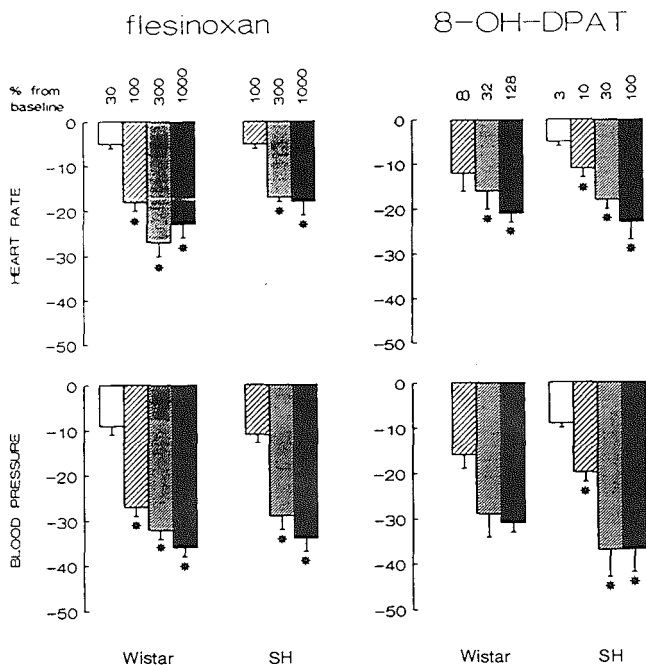 flesinoxan 8-OH-DPAT
% from baseline
30 100 300 1000 100 300 1000 8 32 128 3 10 30 100
HEART RATE
0 0
-10 -10
-20 -20
-30 -30
-40 -40
-50 -50
BLOOD PRESSURE
0 0
-10 -10
-20 -20
-30 -30
-40 -40
-50 -50
Wistar SH Wistar SH